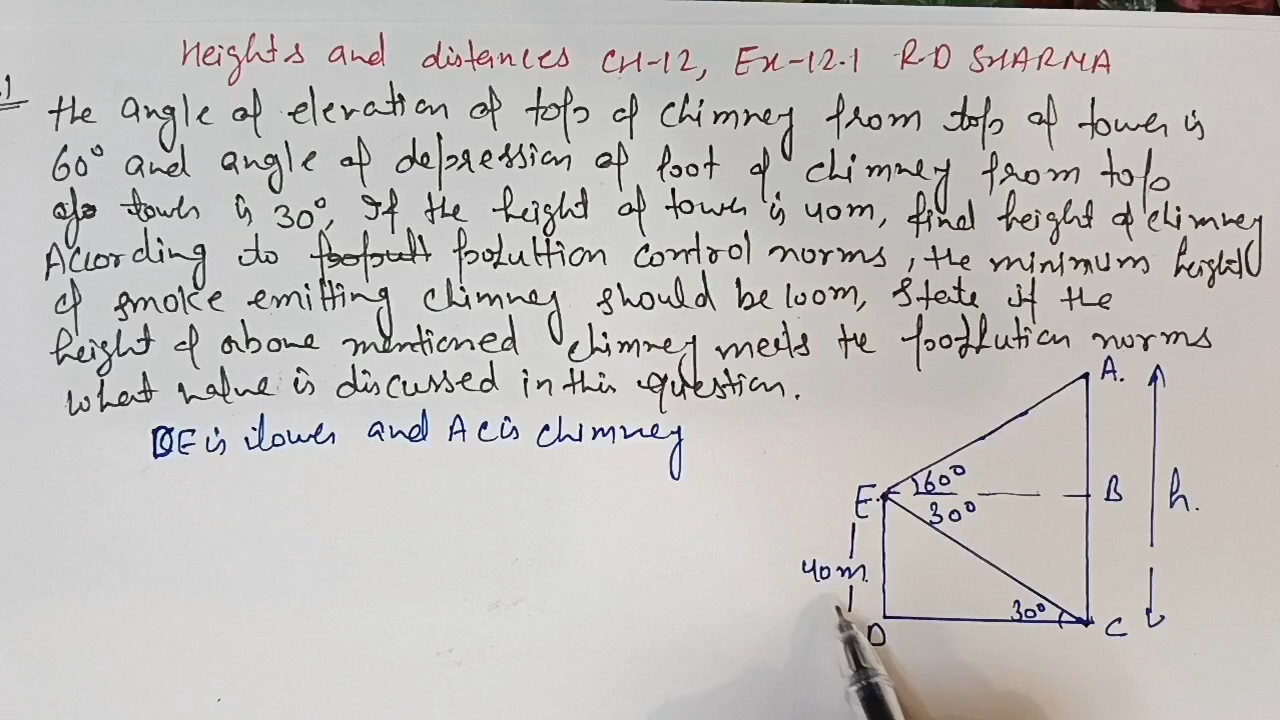 Heights and distances CH-12, Ex-12.1 R.D SHARMA
the angle of elevation of top of chimney from top of tower is
60° and angle of depression of foot of chimney from top
of tower is 30°, If the height of tower is 40m, find height of chimney
According to pollution control norms, the minimum height
of smoke emitting chimney should be 100m, State if the
height of above mentioned chimney meets the pollution norms
what value is discussed in this question.
DE is tower and AC is chimney
A.
60°
E
B
h.
30°
40m
30°
C
D